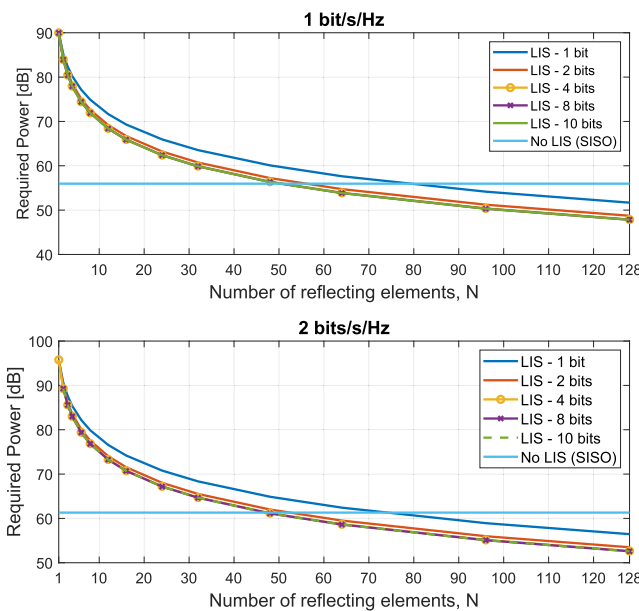 1 bit/s/Hz
90
80
70
60
50
40
Required Power [dB]
LIS - 1 bit
LIS - 2 bits
LIS - 4 bits
LIS - 8 bits
LIS - 10 bits
No LIS (SISO)
10 20 30 40 50 60 70 80 90 100 110 120 128
Number of reflecting elements, N
2 bits/s/Hz
100
90
80
70
60
50
Required Power [dB]
LIS - 1 bit
LIS - 2 bits
LIS - 4 bits
LIS - 8 bits
LIS - 10 bits
No LIS (SISO)
1 10 20 30 40 50 60 70 80 90 100 110 120 128
Number of reflecting elements, N